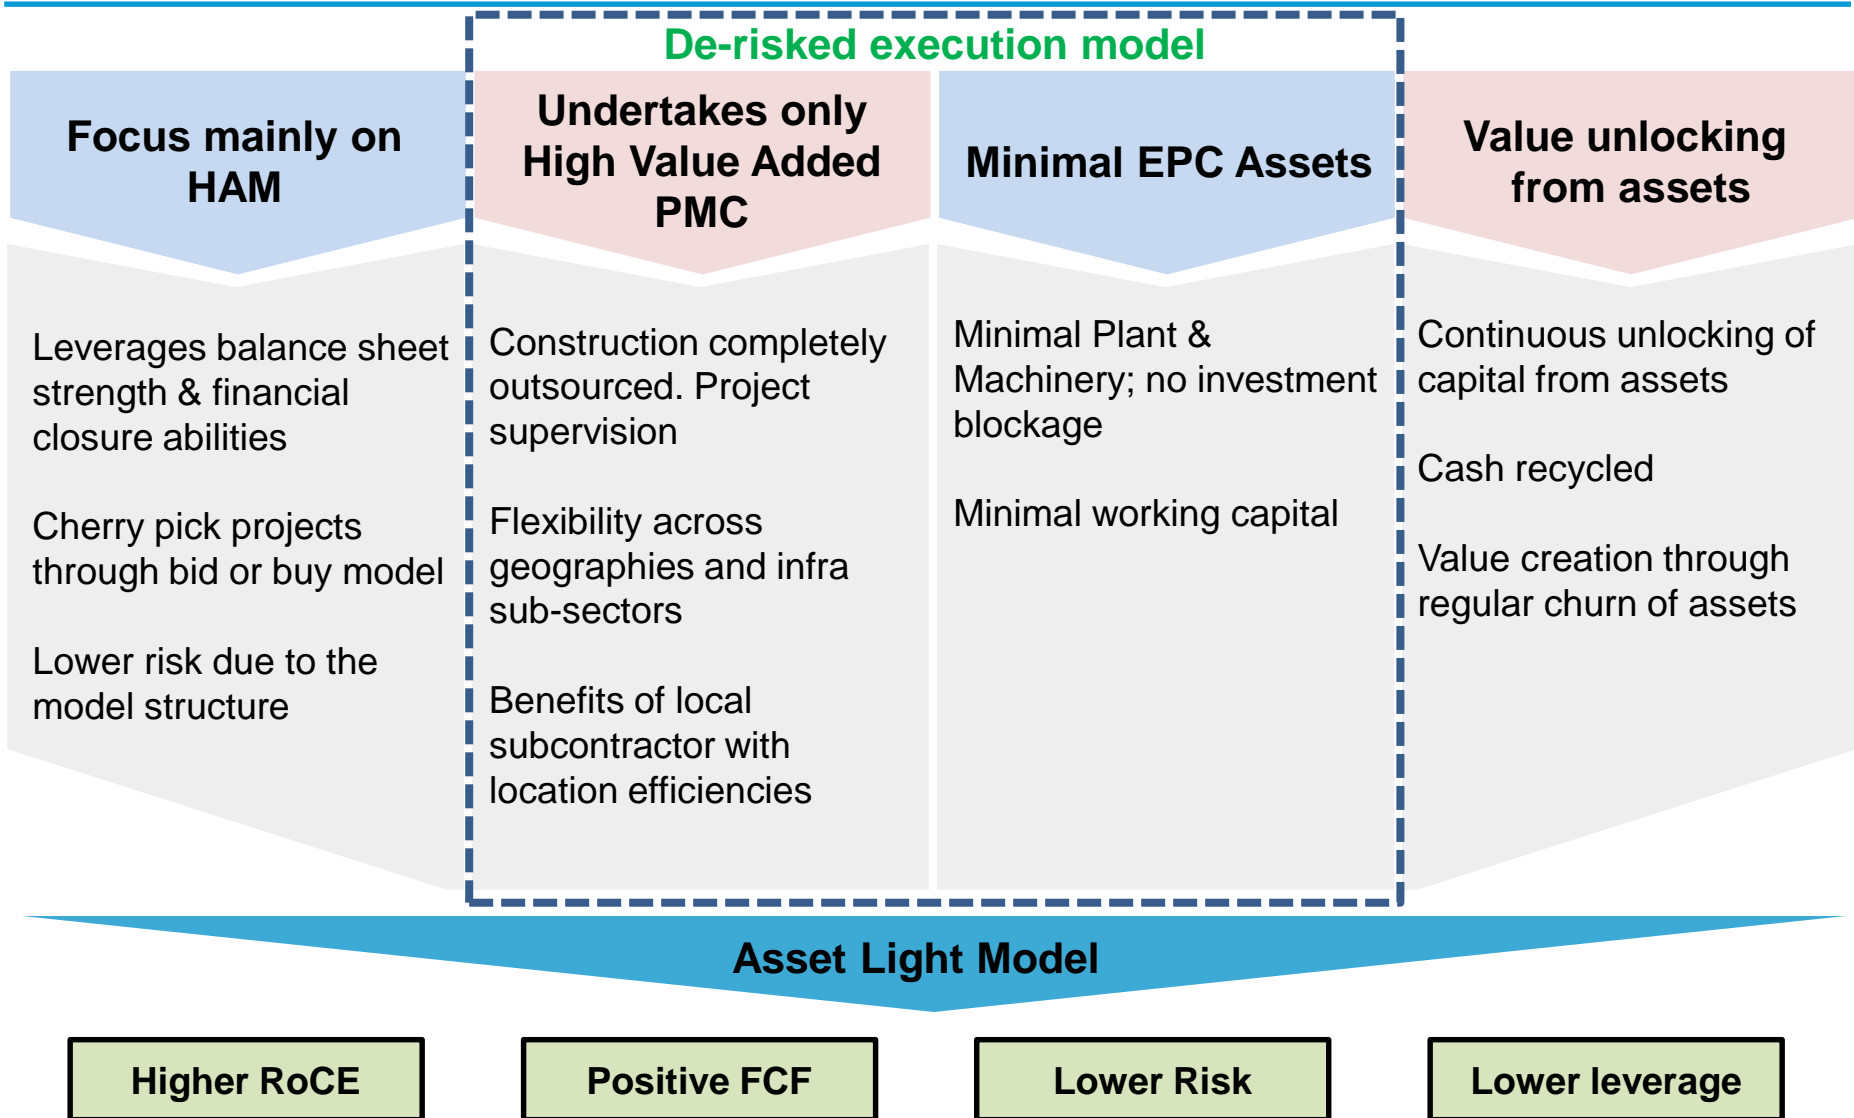 De-risked execution model
Focus mainly on
HAM
Undertakes only
High Value Added
PMC
Minimal EPC Assets
Value unlocking
from assets
Leverages balance sheet
strength & financial
closure abilities
Cherry pick projects
through bid or buy model
Lower risk due to the
model structure
Construction completely
outsourced. Project
supervision
Flexibility across
geographies and infra
sub-sectors
Benefits of local
subcontractor with
location efficiencies
Minimal Plant &
Machinery; no investment
blockage
Minimal working capital
Continuous unlocking of
capital from assets
Cash recycled
Value creation through
regular churn of assets
Asset Light Model
Higher RoCE
Positive FCF
Lower Risk
Lower leverage